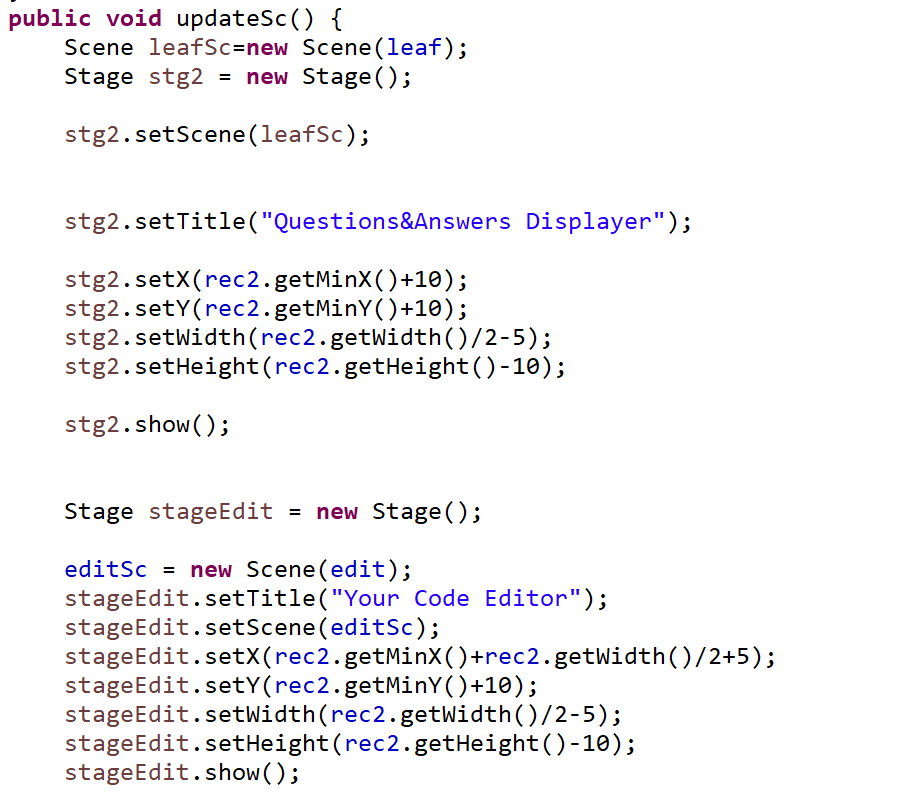 public void updateSc() {
    Scene leafSc=new Scene(leaf);
    Stage stg2 = new Stage();
    stg2.setScene(leafSc);
    stg2.setTitle("Questions&Answers Displayer");
    stg2.setX(rec2.getMinX()+10);
    stg2.setY(rec2.getMinY()+10);
    stg2.setWidth(rec2.getWidth()/2-5);
    stg2.setHeight(rec2.getHeight()-10);
    stg2.show();
    Stage stageEdit = new Stage();
    editSc = new Scene(edit);
    stageEdit.setTitle("Your Code Editor");
    stageEdit.setScene(editSc);
    stageEdit.setX(rec2.getMinX()+rec2.getWidth()/2+5);
    stageEdit.setY(rec2.getMinY()+10);
    stageEdit.setWidth(rec2.getWidth()/2-5);
    stageEdit.setHeight(rec2.getHeight()-10);
    stageEdit.show();